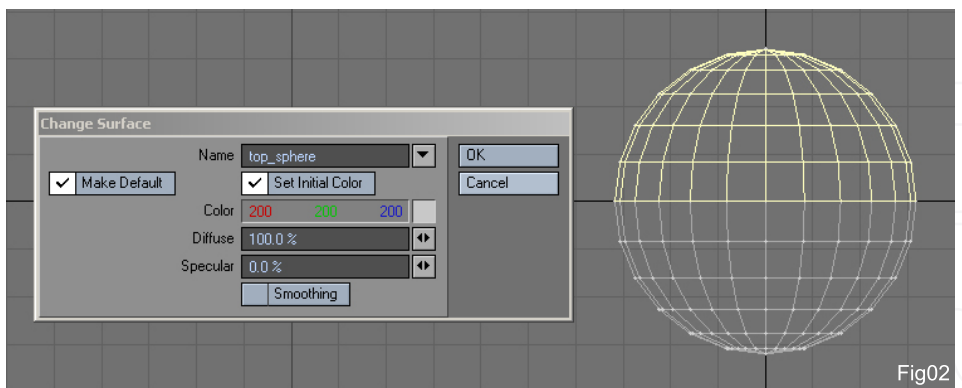 Change Surface
Name top_sphere OK
Make Default Set Initial Color Cancel
Color 200 200 200
Diffuse 100.0 %
Specular 0.0 %
Smoothing
Fig02